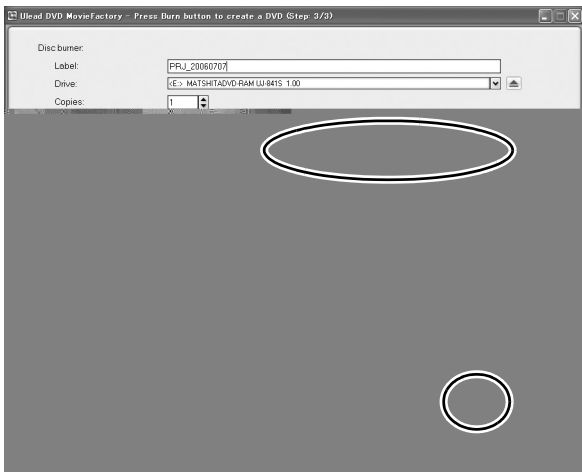 Ulead DVD MovieFactory - Press Burn button to create a DVD (Step: 3/3)
Disc burner:
Label: PRJ_20060707
Drive: <E:> MATSHITADVD-RAM UJ-841S 1.00
Copies: 1